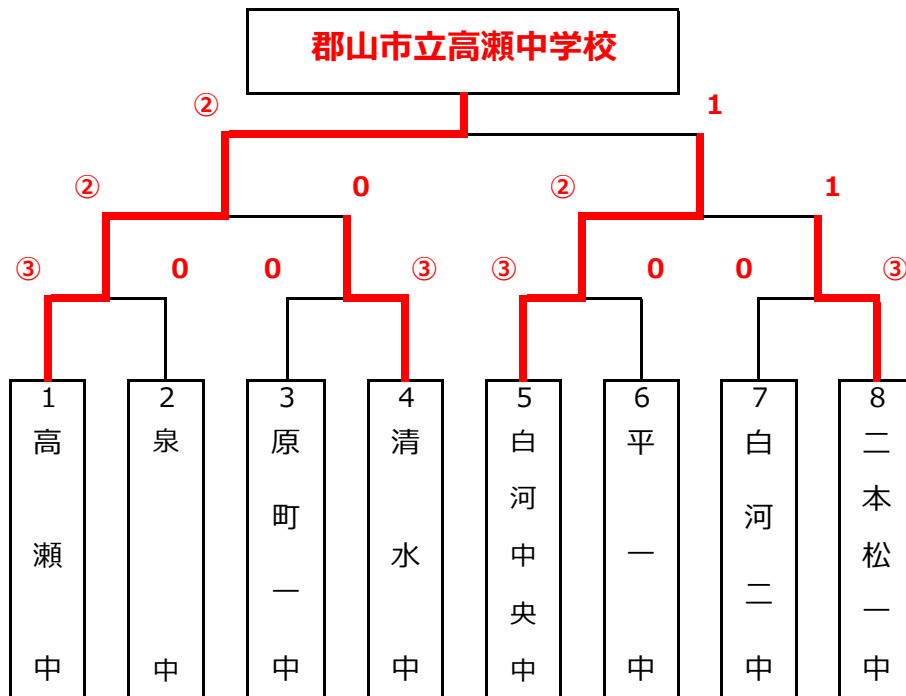 郡山市立高瀬中学校
② 1
② 0 ② 1
③ 0 0 ③ ③ 0 0 ③
1 2 3 4 5 6 7 8
高瀬中
泉中
原町一中
清水中
白河中央中
平一中
白河二中
二本松一中